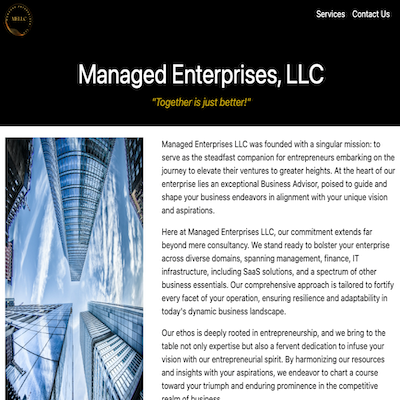 MELLC
Services Contact Us
Managed Enterprises, LLC
"Together is just better!"
Managed Enterprises LLC was founded with a singular mission: to
serve as the steadfast companion for entrepreneurs embarking on the
journey to elevate their ventures to greater heights. At the heart of our
enterprise lies an exceptional Business Advisor, poised to guide and
shape your business endeavors in alignment with your unique vision
and aspirations.
Here at Managed Enterprises LLC, our commitment extends far
beyond mere consultancy. We stand ready to bolster your enterprise
across diverse domains, spanning management, finance, IT
infrastructure, including SaaS solutions, and a spectrum of other
business essentials. Our comprehensive approach is tailored to fortify
every facet of your operation, ensuring resilience and adaptability in
today's dynamic business landscape.
Our ethos is deeply rooted in entrepreneurship, and we bring to the
table not only expertise but also a fervent dedication to infuse your
vision with our entrepreneurial spirit. By harmonizing our resources
and insights with your aspirations, we endeavor to chart a course
toward your triumph and enduring prominence in the competitive
realm of business.